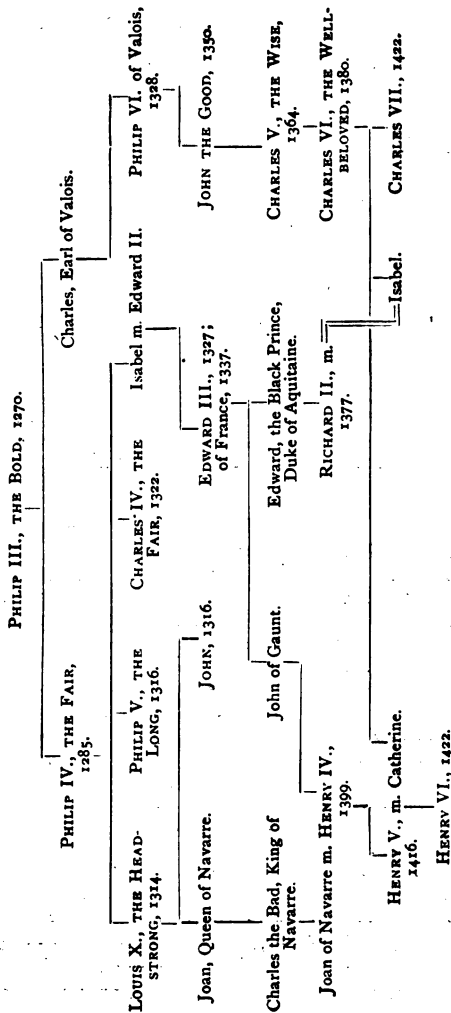 PHILIP III., THE BOLD, 1270.
PHILIP IV., THE FAIR,
1285.
Charles, Earl of Valois.
LOUIS X., THE HEAD-
STRONG, 1314.
PHILIP V., THE
LONG, 1316.
CHARLES IV., THE
FAIR, 1322.
Isabel m. Edward II.
PHILIP VI. of Valois,
1328.
Joan, Queen of Navarre.
JOHN, 1316.
EDWARD III., 1327;
of France, 1337.
JOHN THE GOOD, 1350.
Charles the Bad, King of
Navarre.
John of Gaunt.
Edward, the Black Prince,
Duke of Aquitaine.
CHARLES V., THE WISE,
1364.
Joan of Navarre m. HENRY IV.,
1399.
RICHARD II., m.
1377.
CHARLES VI., THE WELL-
BELOVED, 1380.
HENRY V., m. Catherine.
1416.
Isabel.
CHARLES VII., 1422.
HENRY VI., 1422.